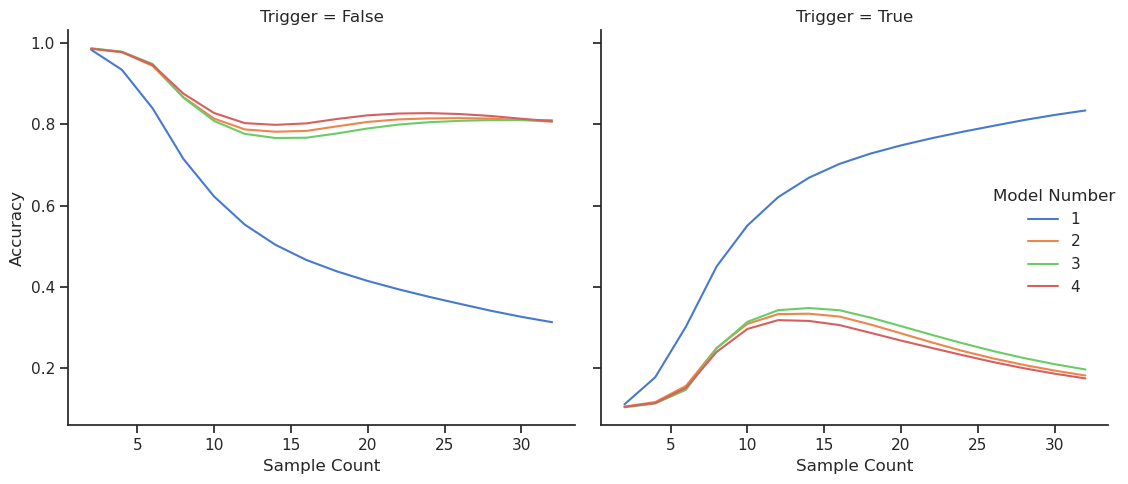 Trigger = False
Trigger = True
Accuracy
1.0
0.8
0.6
0.4
0.2
5 10 15 20 25 30
Sample Count
5 10 15 20 25 30
Sample Count
Model Number
1
2
3
4